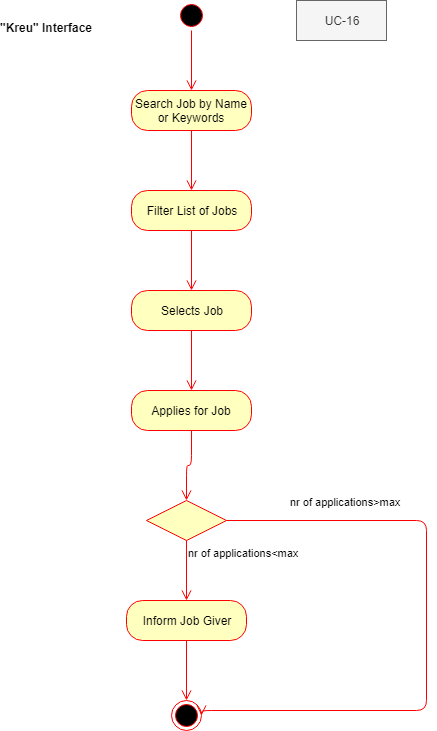 "Kreu" Interface
UC-16
Search Job by Name
or Keywords
Filter List of Jobs
Selects Job
Applies for Job
nr of applications>max
nr of applications<max
Inform Job Giver